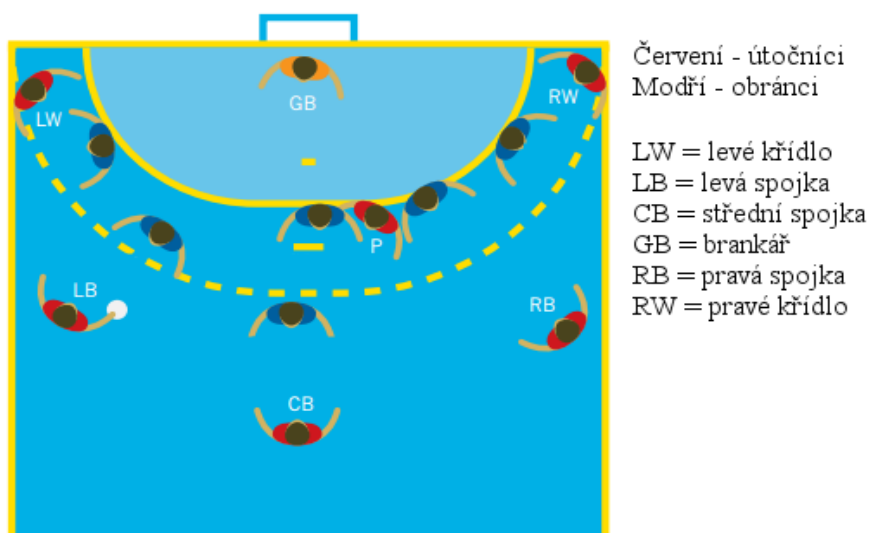 GB
LW
RW
P
LB
RB
CB
Červení - útočníci
Modří - obránci
LW = levé křídlo
LB = levá spojka
CB = střední spojka
GB = brankář
RB = pravá spojka
RW = pravé křídlo